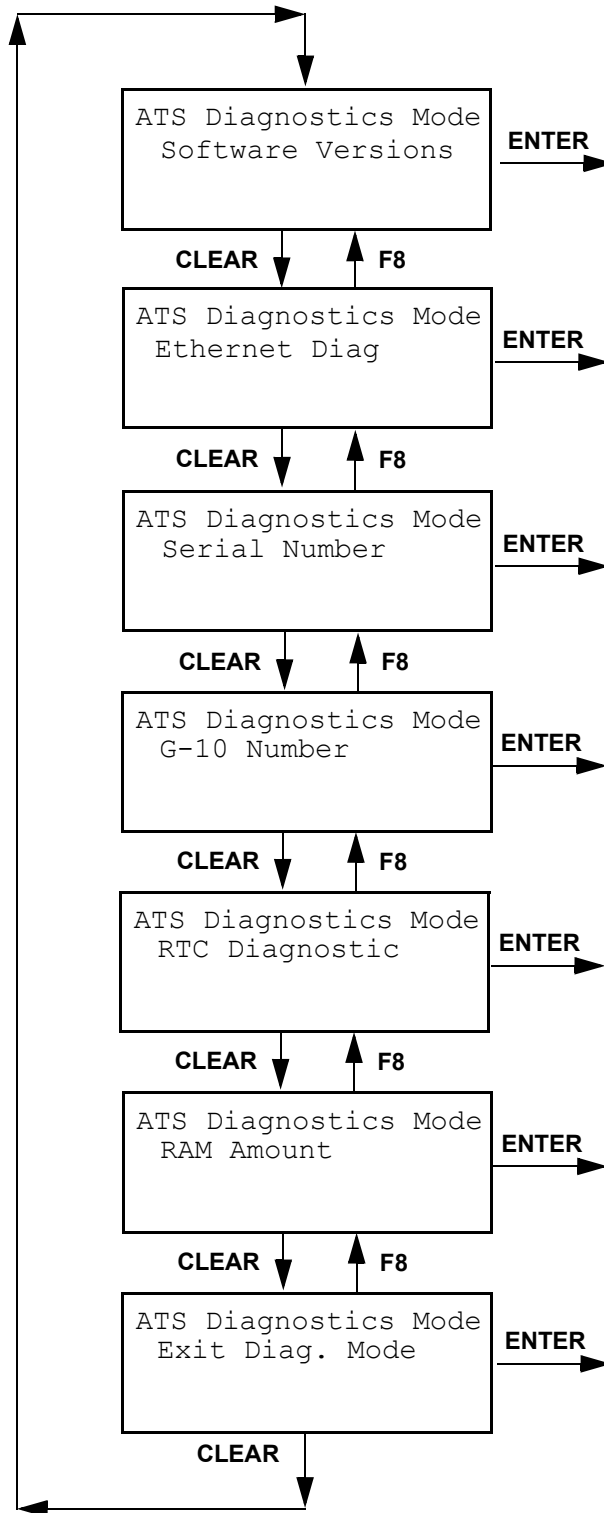 ATS Diagnostics Mode
Software Versions
ENTER
CLEAR F8
ATS Diagnostics Mode
Ethernet Diag
ENTER
CLEAR F8
ATS Diagnostics Mode
Serial Number
ENTER
CLEAR F8
ATS Diagnostics Mode
G-10 Number
ENTER
CLEAR F8
ATS Diagnostics Mode
RTC Diagnostic
ENTER
CLEAR F8
ATS Diagnostics Mode
RAM Amount
ENTER
CLEAR F8
ATS Diagnostics Mode
Exit Diag. Mode
ENTER
CLEAR